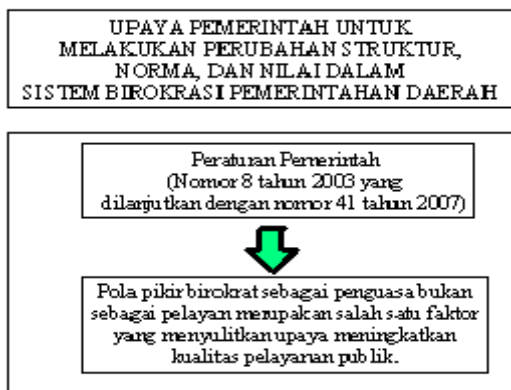 UPAYA PEMERINTAH UNTUK
MELAKUKAN PERUBAHAN STRUKTUR,
NORMA, DAN NILAI DALAM
SISTEM BIROKRASI PEMERINTAHAN DAERAH
Peraturan Pemerintah
(Nomor 8 tahun 2003 yang
dilanjutkan dengan nomor 41 tahun 2007)
Pola pikir birokrat sebagai penguasa bukan
sebagai pelayan merupakan salah satu faktor
yang menyulitkan upaya meningkatkan
kualitas pelayanan publik.